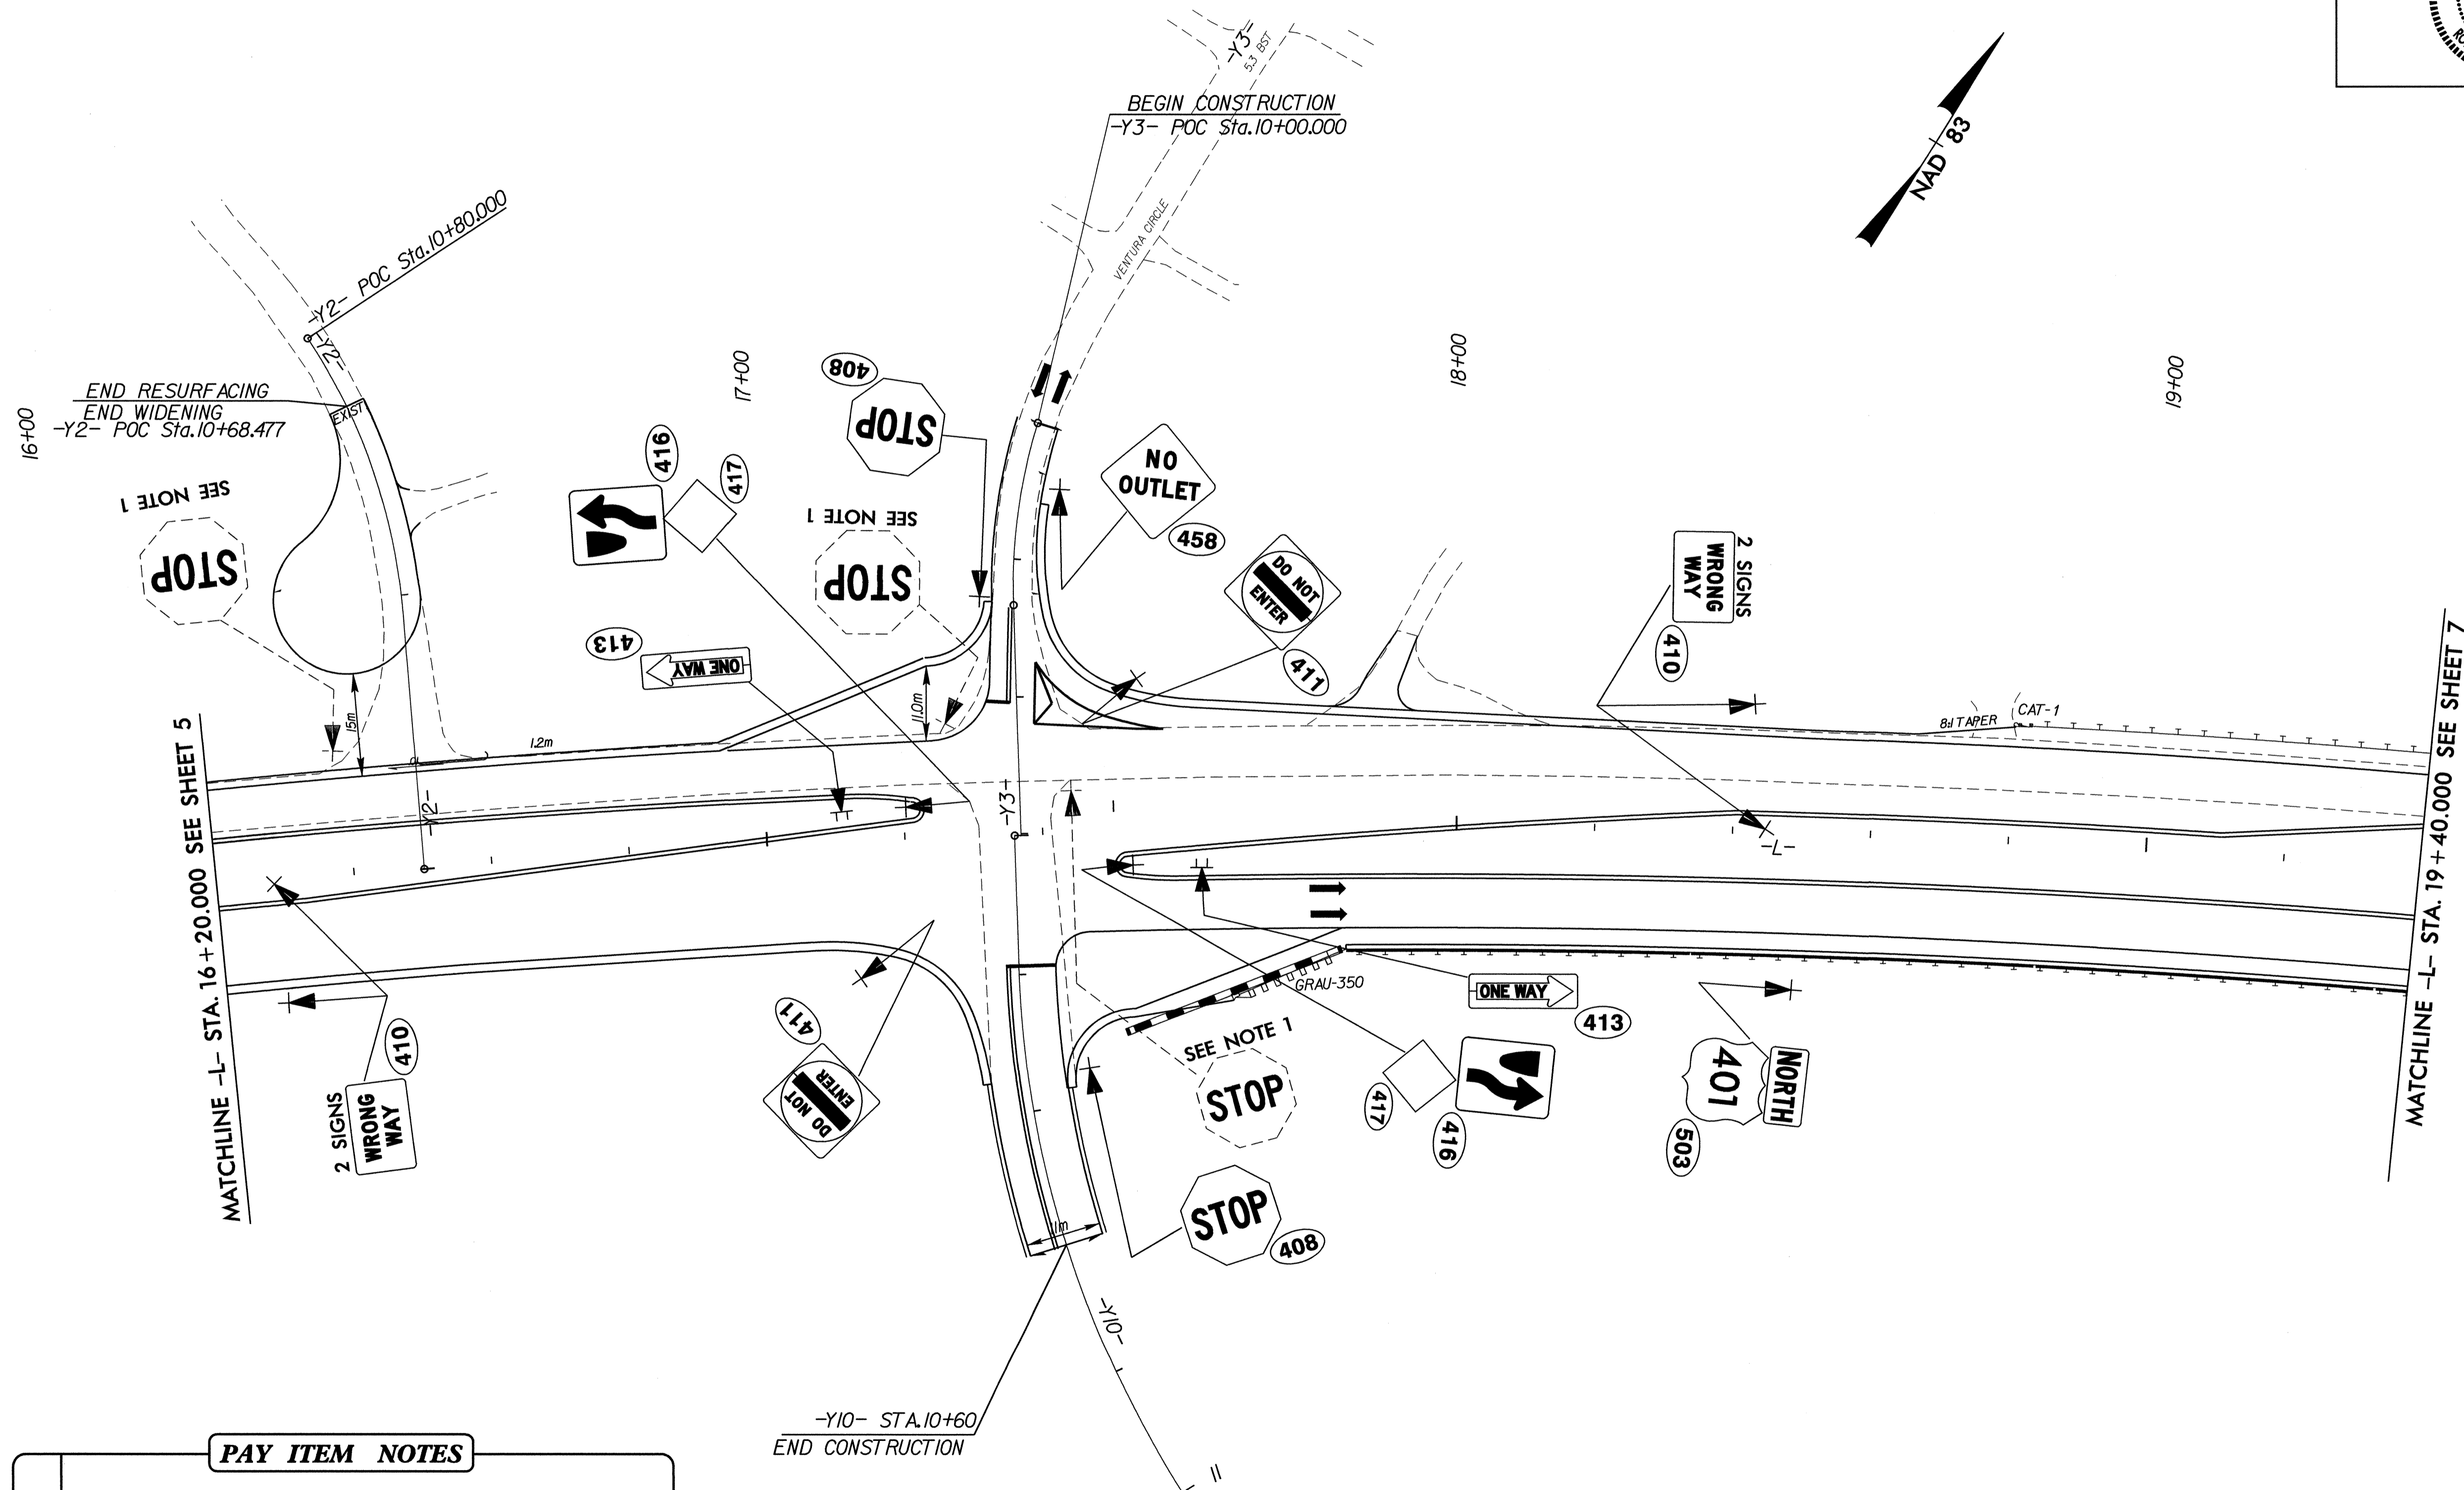 -Y3-
5.3 BST
BEGIN CONSTRUCTION
-Y3- POC Sta.10+00.000
NAD 83
VENTURA CIRCLE
-Y2- POC Sta.10+80.000
-Y2-
END RESURFACING
END WIDENING
-Y2- POC Sta.10+68.477
EXIST
16+00
17+00
18+00
19+00
408
STOP
416
417
NO
OUTLET
458
SEE NOTE 1
STOP
SEE NOTE 1
STOP
DO NOT
ENTER
411
2 SIGNS
WRONG
WAY
410
413
ONE WAY
15m
1.2m
11.0m
8:1 TAPER
CAT-1
MATCHLINE -L- STA. 16+20.000 SEE SHEET 5
MATCHLINE -L- STA. 19+40.000 SEE SHEET 7
-Y2-
-Y3-
-L-
GRAU-350
ONE WAY
413
411
DO NOT
ENTER
410
2 SIGNS
WRONG
WAY
SEE NOTE 1
STOP
417
416
NORTH
401
503
STOP
408
11m
-Y10-
-Y10- STA.10+60
END CONSTRUCTION
11
PAY ITEM NOTES